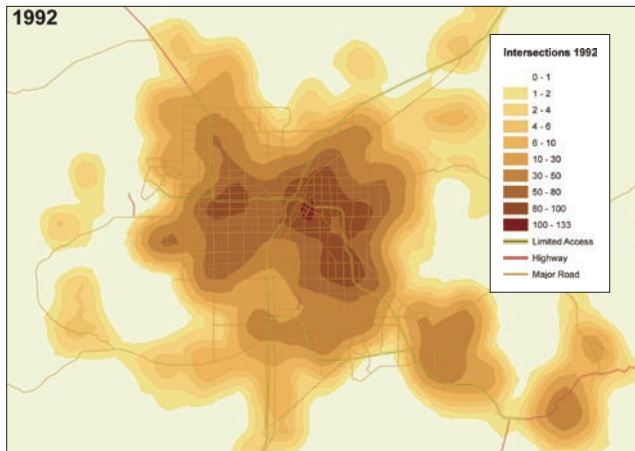 1992
Intersections 1992
0 - 1
1 - 2
2 - 4
4 - 6
6 - 10
10 - 30
30 - 50
50 - 80
80 - 100
100 - 133
Limited Access
Highway
Major Road